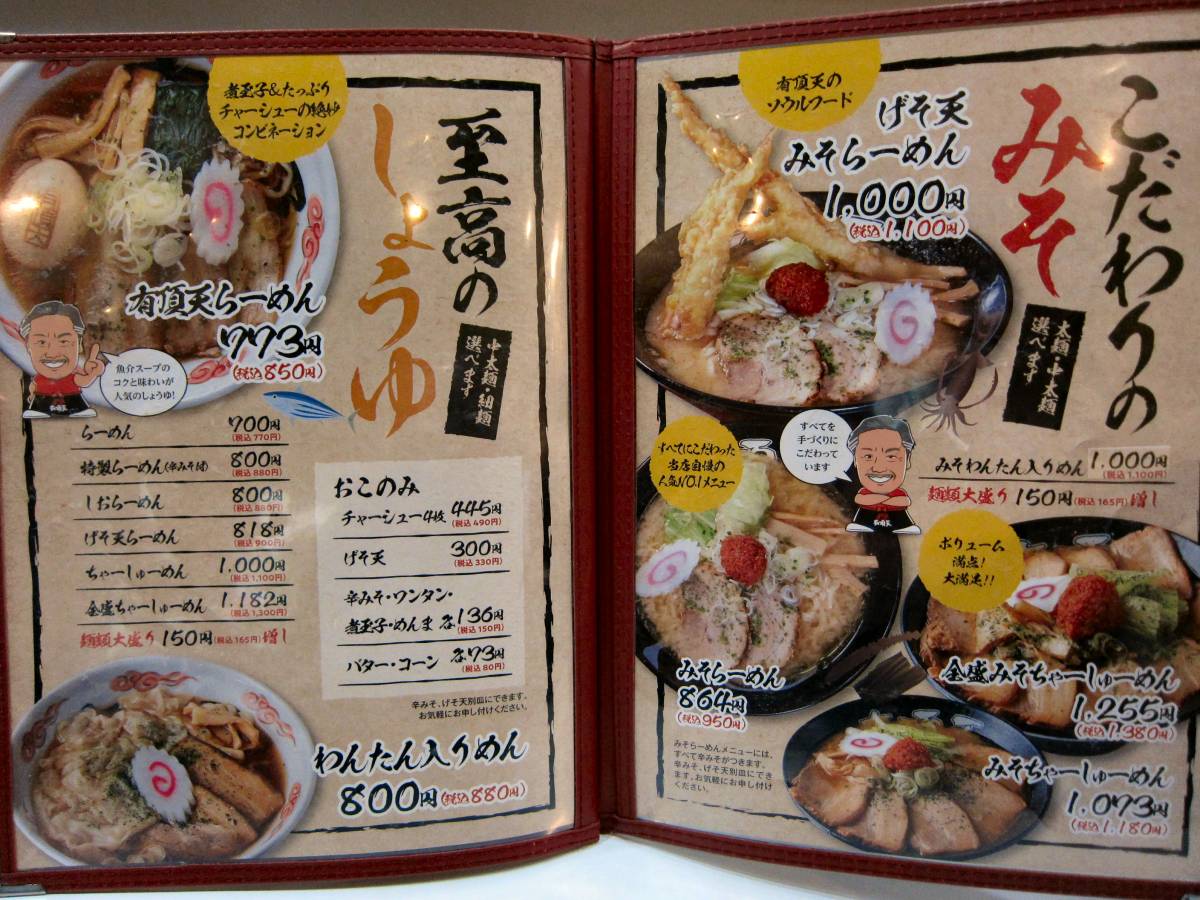 煮玉子&たっぷり
チャーシューの絶妙
コンビネーション
至高の
しょうゆ
中太麺・細麺
選べます
有頂天らーめん
773円
(税込850円)
魚介スープの
コクと味わいが
人気のしょうゆ!
らーめん 700円
(税込770円)
特製らーめん(辛みそ付) 800円
(税込880円)
しおらーめん 800円
(税込880円)
げそ天らーめん 818円
(税込900円)
ちゃーしゅーめん 1.000円
(税込1,100円)
全盛ちゃーしゅーめん 1.182円
(税込1,300円)
麺類大盛り150円(税込165円)増し
おこのみ
チャーシュー4枚 445円
(税込490円)
げそ天 300円
(税込330円)
辛みそ・ワンタン・
煮玉子・めんま 各136円
(税込150円)
バター・コーン 各73円
(税込80円)
辛みそ、げそ天別皿にできます。
お気軽にお申し付けください。
わんたん入りめん
800円(税込880円)
こだわりの
みそ
太麺・中太麺
選べます
有頂天の
ソウルフード
げそ天
みそらーめん
1.000円
(税込1.100円)
すべてにこだわった
当店自慢の
人気NO.1メニュー
すべてを
手づくりに
こだわって
います
有頂天
みそわんたん入りめん 1.000円
(税込1,100円)
麺類大盛り150円(税込165円)増し
ボリューム
満点!
大満足!!
みそらーめん
864円
(税込950円)
全盛みそちゃーしゅーめん
1.255円
(税込1.380円)
みそらーめんメニューには、
すべて辛みそがつきます。
辛みそ、げそ天別皿にでき
ます。お気軽にお申し付け
ください。
みそちゃーしゅーめん
1.073円
(税込1.180円)